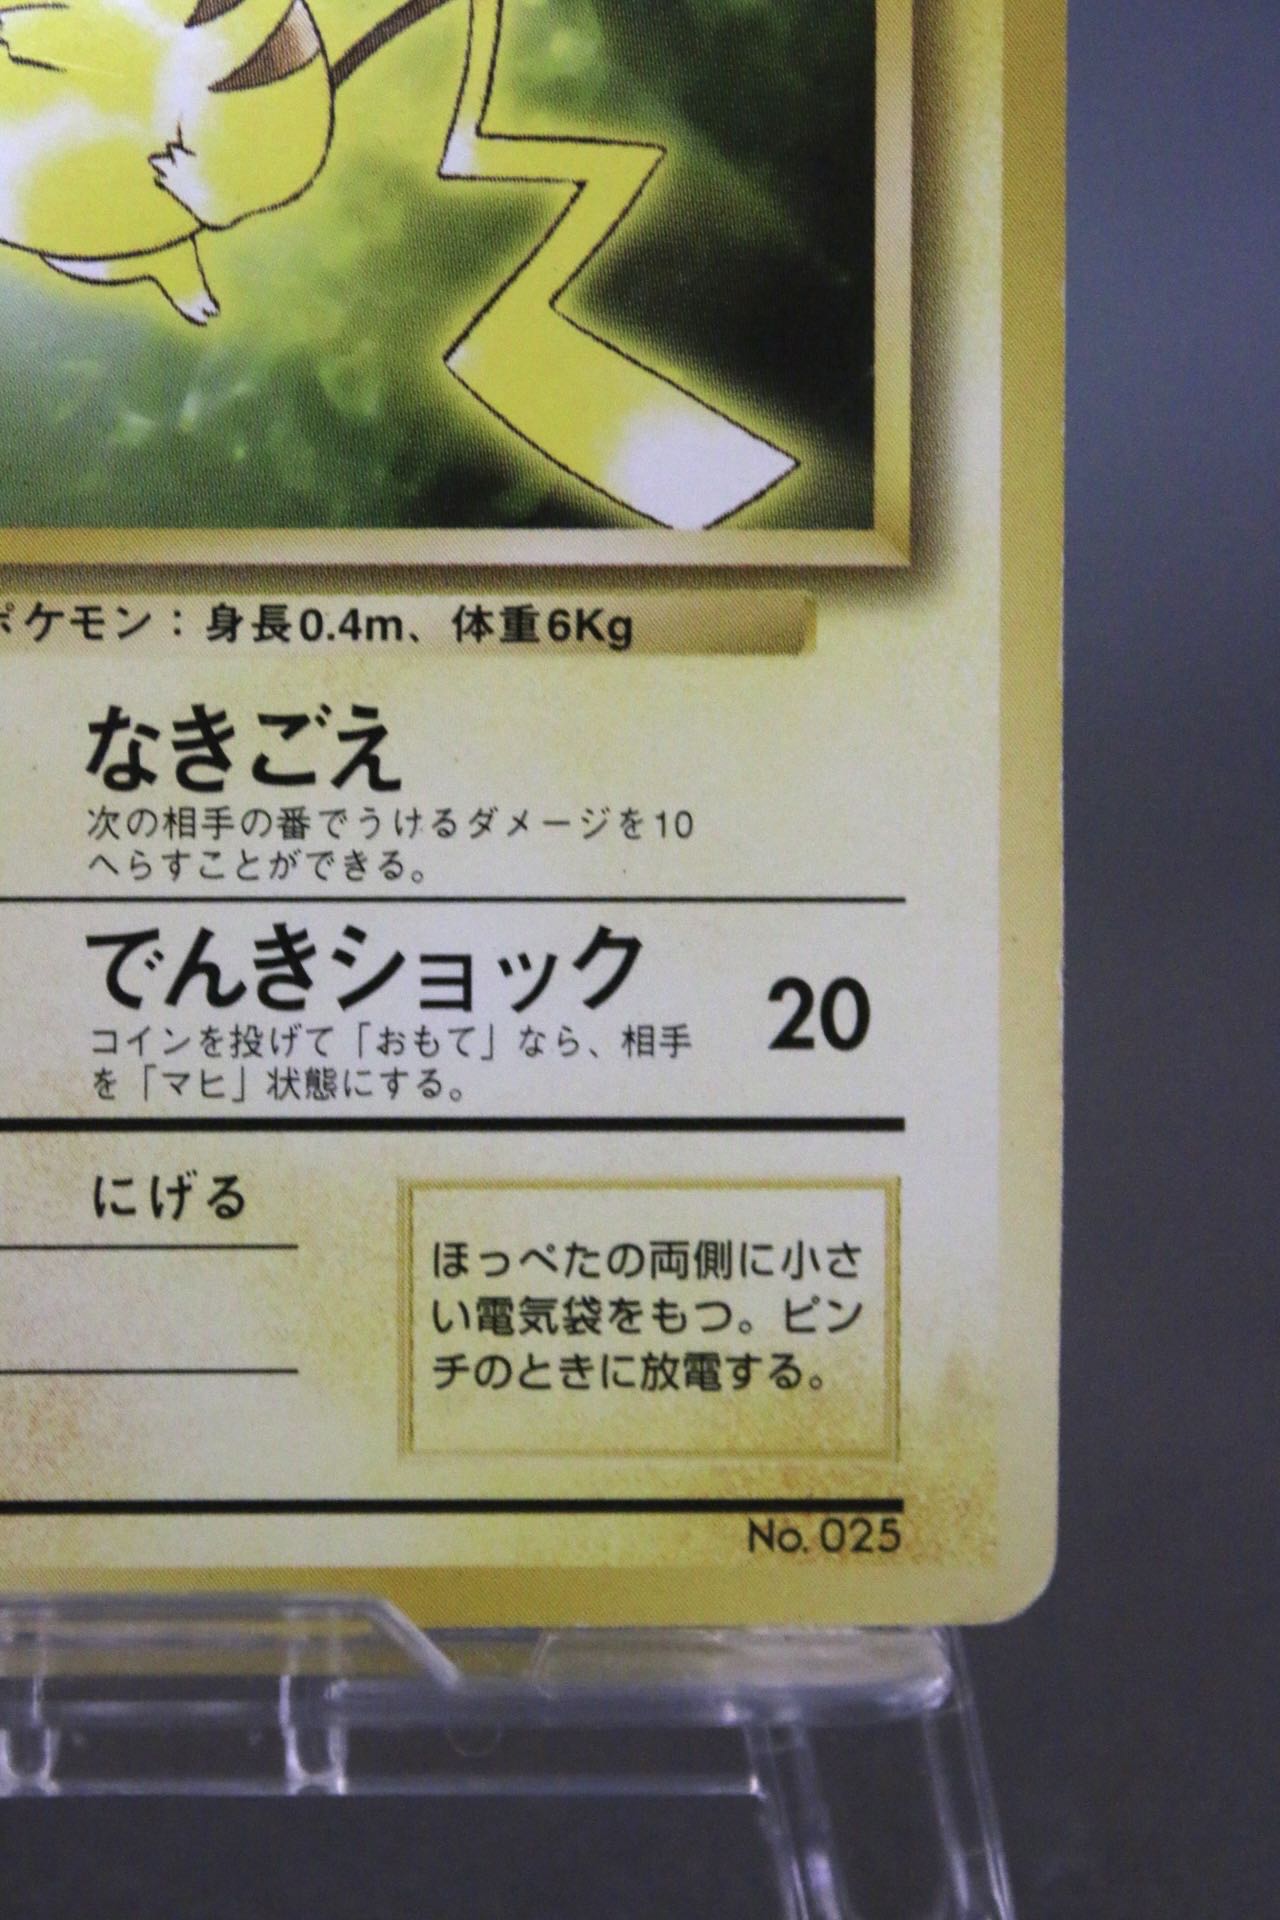 ポケモン：身長0.4m、体重6Kg
なきごえ
次の相手の番でうけるダメージを10
へらすことができる。
でんきショック 20
コインを投げて「おもて」なら、相手
を「マヒ」状態にする。
にげる
ほっぺたの両側に小さ
い電気袋をもつ。ピン
チのときに放電する。
No. 025